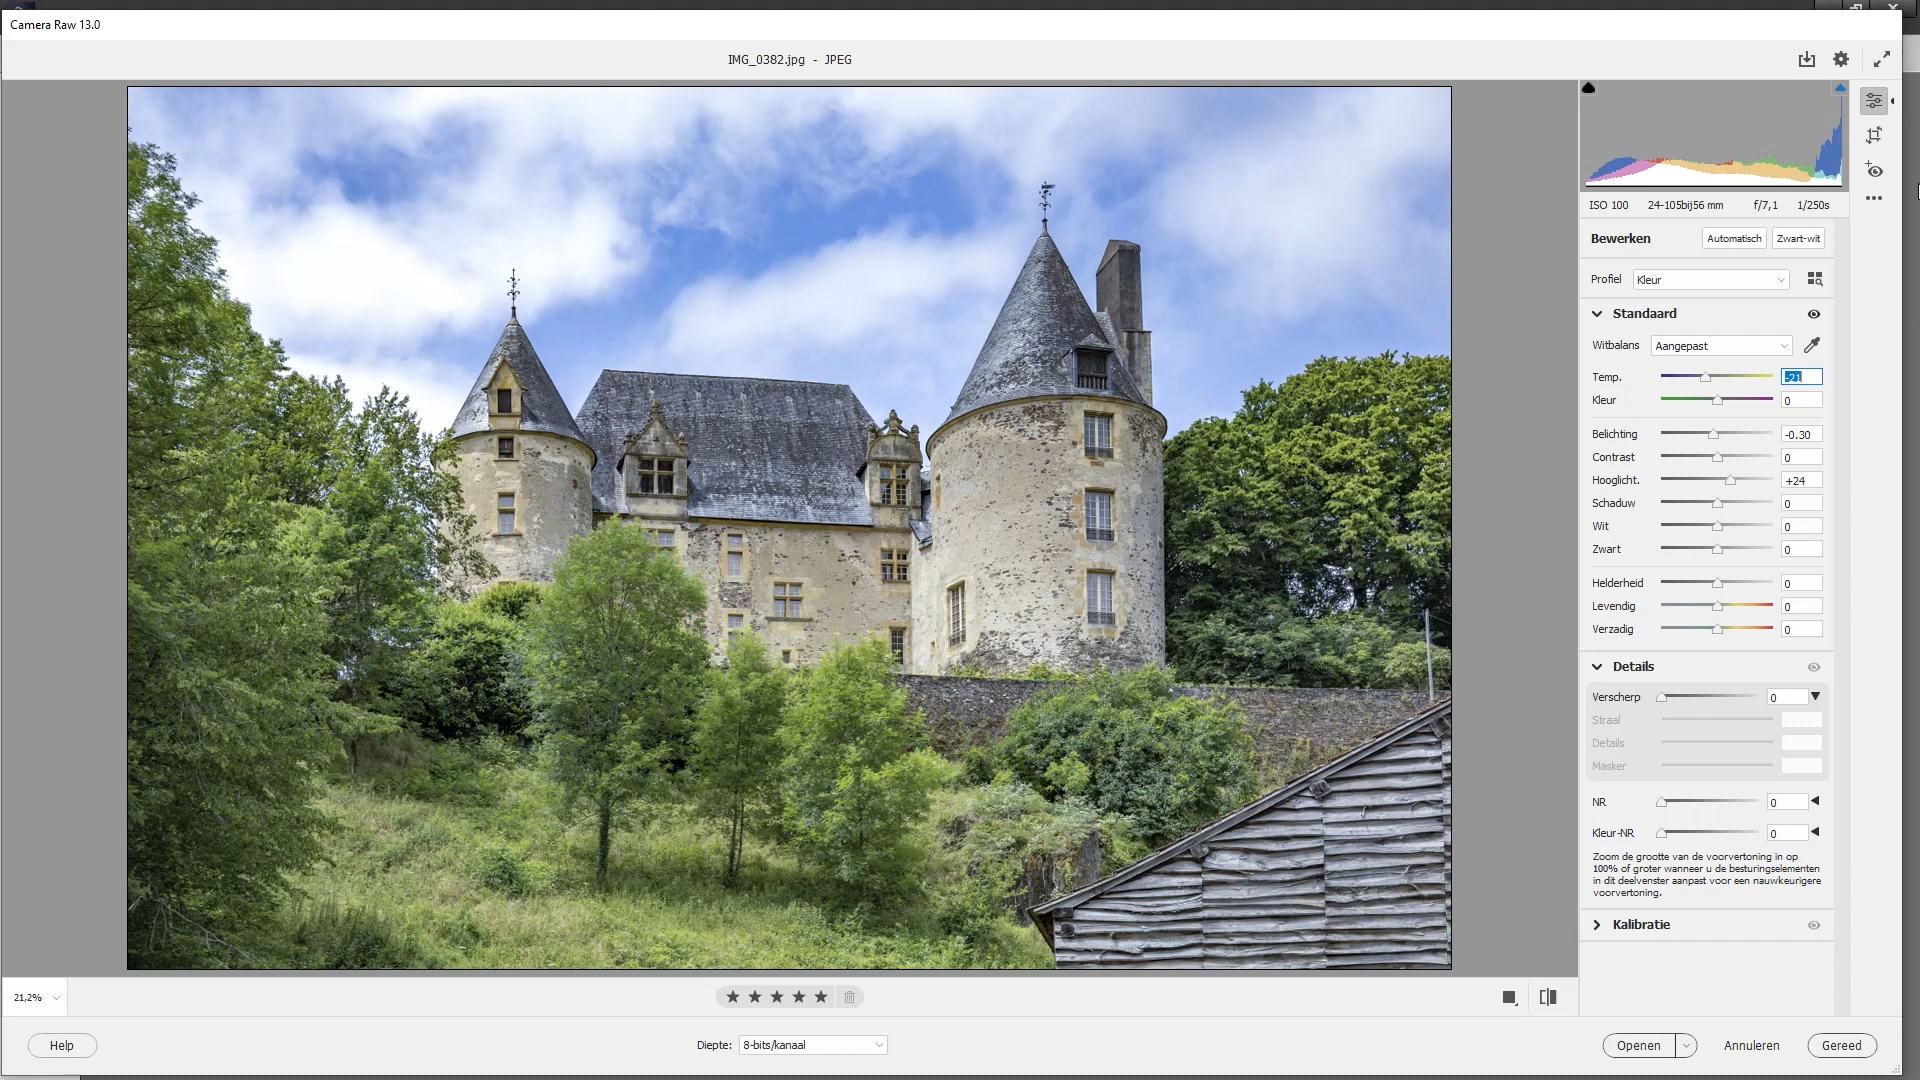 Camera Raw 13.0
IMG_0382.jpg - JPEG
ISO 100 24-105bij56 mm f/7,1 1/250s
Bewerken Automatisch Zwart-wit
Profiel Kleur
Standaard
Witbalans Aangepast
Temp. -21
Kleur 0
Belichting -0.30
Contrast 0
Hooglicht. +24
Schaduw 0
Wit 0
Zwart 0
Helderheid 0
Levendig 0
Verzadig 0
Details
Verscherp 0
Straal
Details
Masker
NR 0
Kleur-NR 0
Zoom de grootte van de voorvertoning in op
100% of groter wanneer u de besturingselementen
in dit deelvenster aanpast voor een nauwkeurigere
voorvertoning.
Kalibratie
21,2%
Help Diepte: 8-bits/kanaal Openen Annuleren Gereed